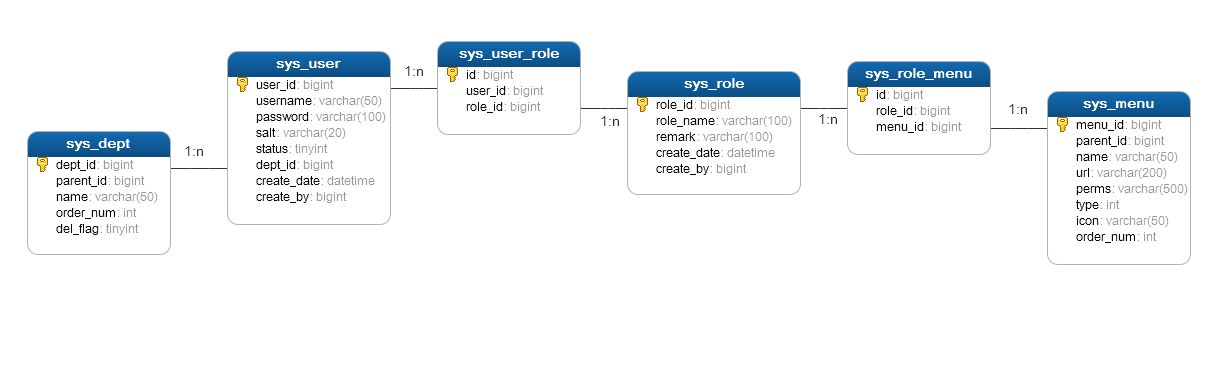 sys_dept
dept_id: bigint
parent_id: bigint
name: varchar(50)
order_num: int
del_flag: tinyint
1:n
sys_user
user_id: bigint
username: varchar(50)
password: varchar(100)
salt: varchar(20)
status: tinyint
dept_id: bigint
create_date: datetime
create_by: bigint
1:n
sys_user_role
id: bigint
user_id: bigint
role_id: bigint
1:n
sys_role
role_id: bigint
role_name: varchar(100)
remark: varchar(100)
create_date: datetime
create_by: bigint
1:n
sys_role_menu
id: bigint
role_id: bigint
menu_id: bigint
1:n
sys_menu
menu_id: bigint
parent_id: bigint
name: varchar(50)
url: varchar(200)
perms: varchar(500)
type: int
icon: varchar(50)
order_num: int